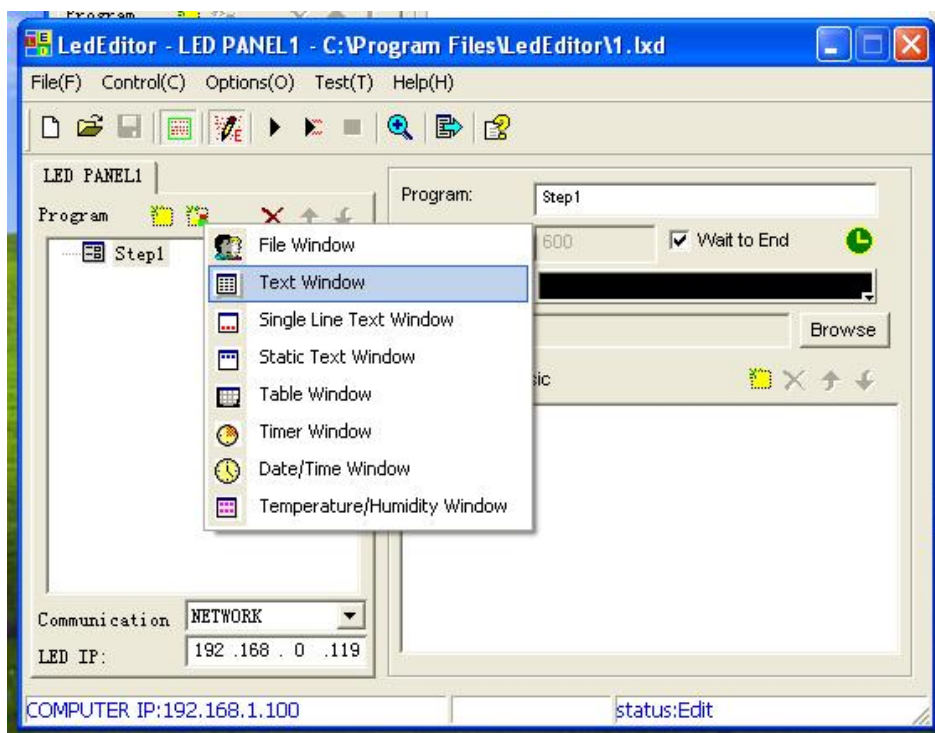 Program
LedEditor - LED PANEL1 - C:\Program Files\LedEditor\1.lxd
File(F) Control(C) Options(O) Test(T) Help(H)
LED PANEL1
Program
Program: Step1
Step1
File Window
600 Wait to End
Text Window
Single Line Text Window
Browse
Static Text Window
sic
Table Window
Timer Window
Date/Time Window
Temperature/Humidity Window
Communication NETWORK
LED IP: 192 .168 . 0 .119
COMPUTER IP:192.168.1.100 status:Edit